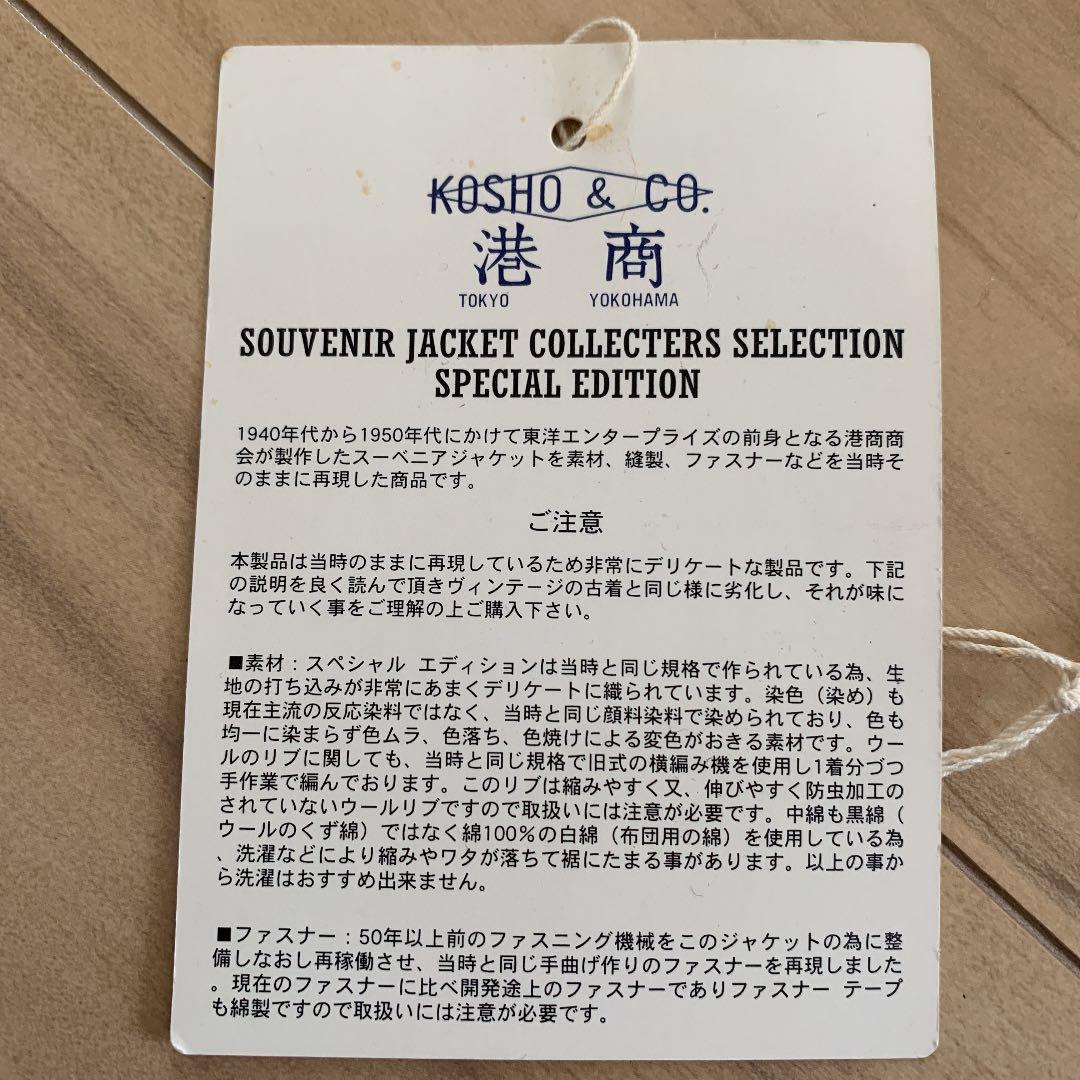 KOSHO & CO.
港商
TOKYO YOKOHAMA
SOUVENIR JACKET COLLECTERS SELECTION
SPECIAL EDITION
1940年代から1950年代にかけて東洋エンタープライズの前身となる港商商
会が製作したスーベニアジャケットを素材、縫製、ファスナーなどを当時そ
のままに再現した商品です。
ご注意
本製品は当時のままに再現しているため非常にデリケートな製品です。下記
の説明を良く読んで頂きヴィンテージの古着と同じ様に劣化し、それが味に
なっていく事をご理解の上ご購入下さい。
■素材：スペシャル エディションは当時と同じ規格で作られている為、生
地の打ち込みが非常にあまくデリケートに織られています。染色（染め）も
現在主流の反応染料ではなく、当時と同じ顔料染料で染められており、色も
均一に染まらず色ムラ、色落ち、色焼けによる変色がおきる素材です。ウー
ルのリブに関しても、当時と同じ規格で旧式の横編み機を使用し1着分づつ
手作業で編んでおります。このリブは縮みやすく又、伸びやすく防虫加工の
されていないウールリブですので取扱いには注意が必要です。中綿も黒綿（
ウールのくず綿）ではなく綿100％の白綿（布団用の綿）を使用している為
、洗濯などにより縮みやワタが落ちて裾にたまる事があります。以上の事か
ら洗濯はおすすめ出来ません。
■ファスナー：50年以上前のファスニング機械をこのジャケットの為に整
備しなおし再稼働させ、当時と同じ手曲げ作りのファスナーを再現しました
。現在のファスナーに比べ開発途上のファスナーでありファスナー テープ
も綿製ですので取扱いには注意が必要です。